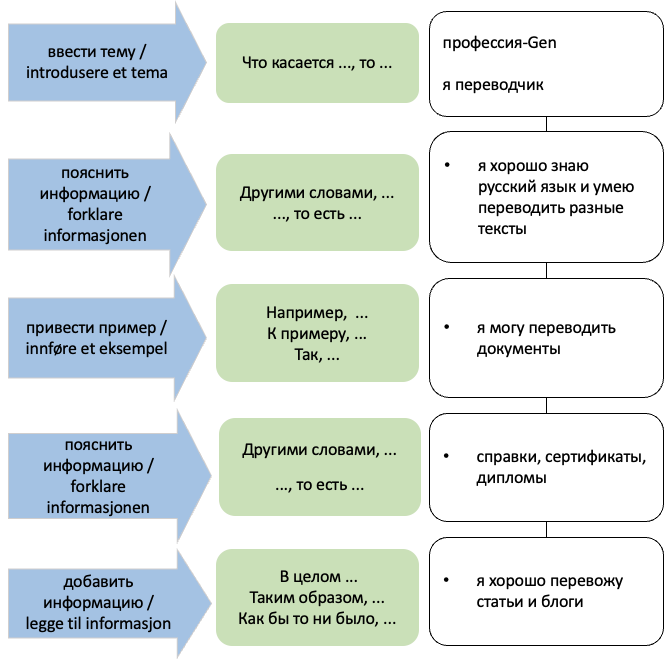 ввести тему /
introdusere et tema
Что касается ..., то ...
профессия-Gen
я переводчик
пояснить
информацию /
forklare
informasjonen
Другими словами, ...
..., то есть ...
• я хорошо знаю
русский язык и умею
переводить разные
тексты
привести пример /
innføre et eksempel
Например, ...
К примеру, ...
Так, ...
• я могу переводить
документы
пояснить
информацию /
forklare
informasjonen
Другими словами, ...
..., то есть ...
• справки, сертификаты,
дипломы
добавить
информацию /
legge til informasjon
В целом ...
Таким образом, ...
Как бы то ни было, ...
• я хорошо перевожу
статьи и блоги